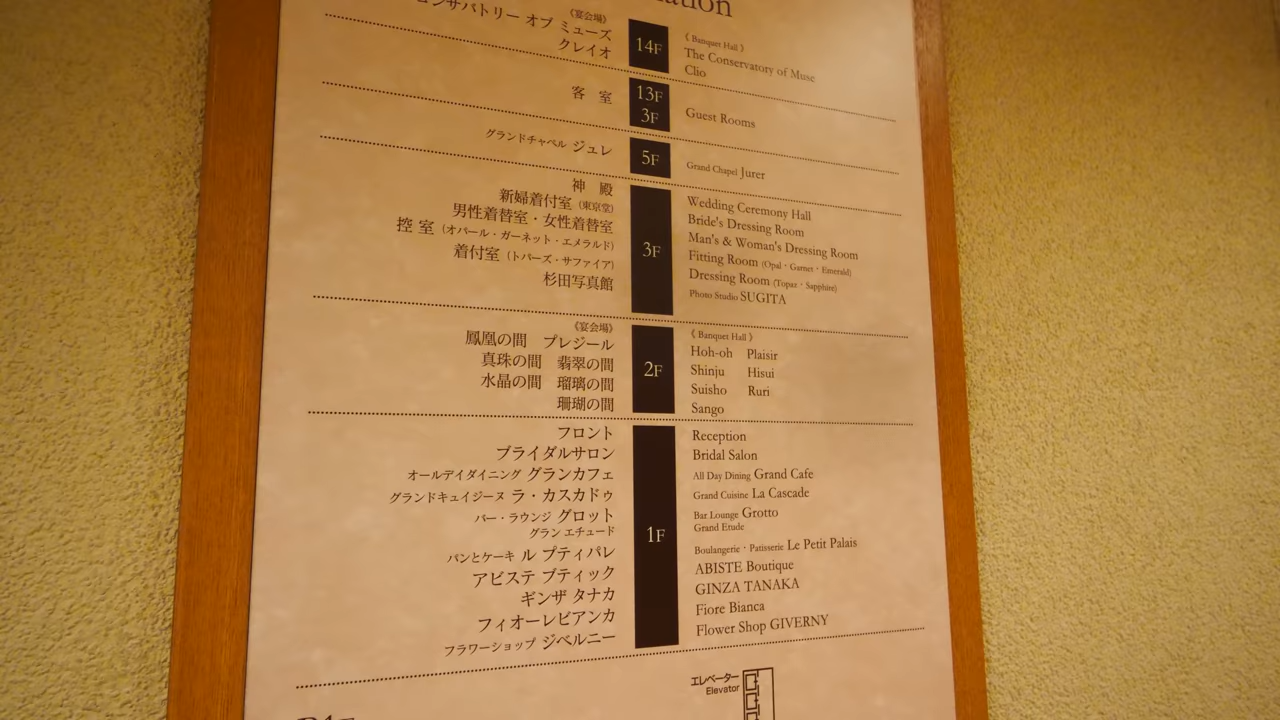 《宴会場》
コンサバトリー オブ ミューズ
クレイオ
14F
《 Banquet Hall 》
The Conservatory of Muse
Clio
客 室
13F
3F
Guest Rooms
グランドチャペル ジュレ
5F
Grand Chapel Jurer
神 殿
新婦着付室 (東京堂)
男性着替室・女性着替室
控 室 (オパール・ガーネット・エメラルド)
着付室 (トパーズ・サファイア)
杉田写真館
3F
Wedding Ceremony Hall
Bride's Dressing Room
Man's & Woman's Dressing Room
Fitting Room (Opal・Garnet・Emerald)
Dressing Room (Topaz・Sapphire)
Photo Studio SUGITA
《宴会場》
鳳凰の間 プレジール
真珠の間 翡翠の間
水晶の間 瑠璃の間
珊瑚の間
2F
《 Banquet Hall 》
Hoh-oh Plaisir
Shinju Hisui
Suisho Ruri
Sango
フロント
ブライダルサロン
オールデイダイニング グランカフェ
グランドキュイジーヌ ラ・カスカドゥ
バー・ラウンジ グロット
グラン エチュード
パンとケーキ ル プティパレ
アビステ ブティック
ギンザ タナカ
フィオーレビアンカ
フラワーショップ ジベルニー
1F
Reception
Bridal Salon
All Day Dining Grand Cafe
Grand Cuisine La Cascade
Bar Lounge Grotto
Grand Etude
Boulangerie・Patisserie Le Petit Palais
ABISTE Boutique
GINZA TANAKA
Fiore Bianca
Flower Shop GIVERNY
エレベーター
Elevator